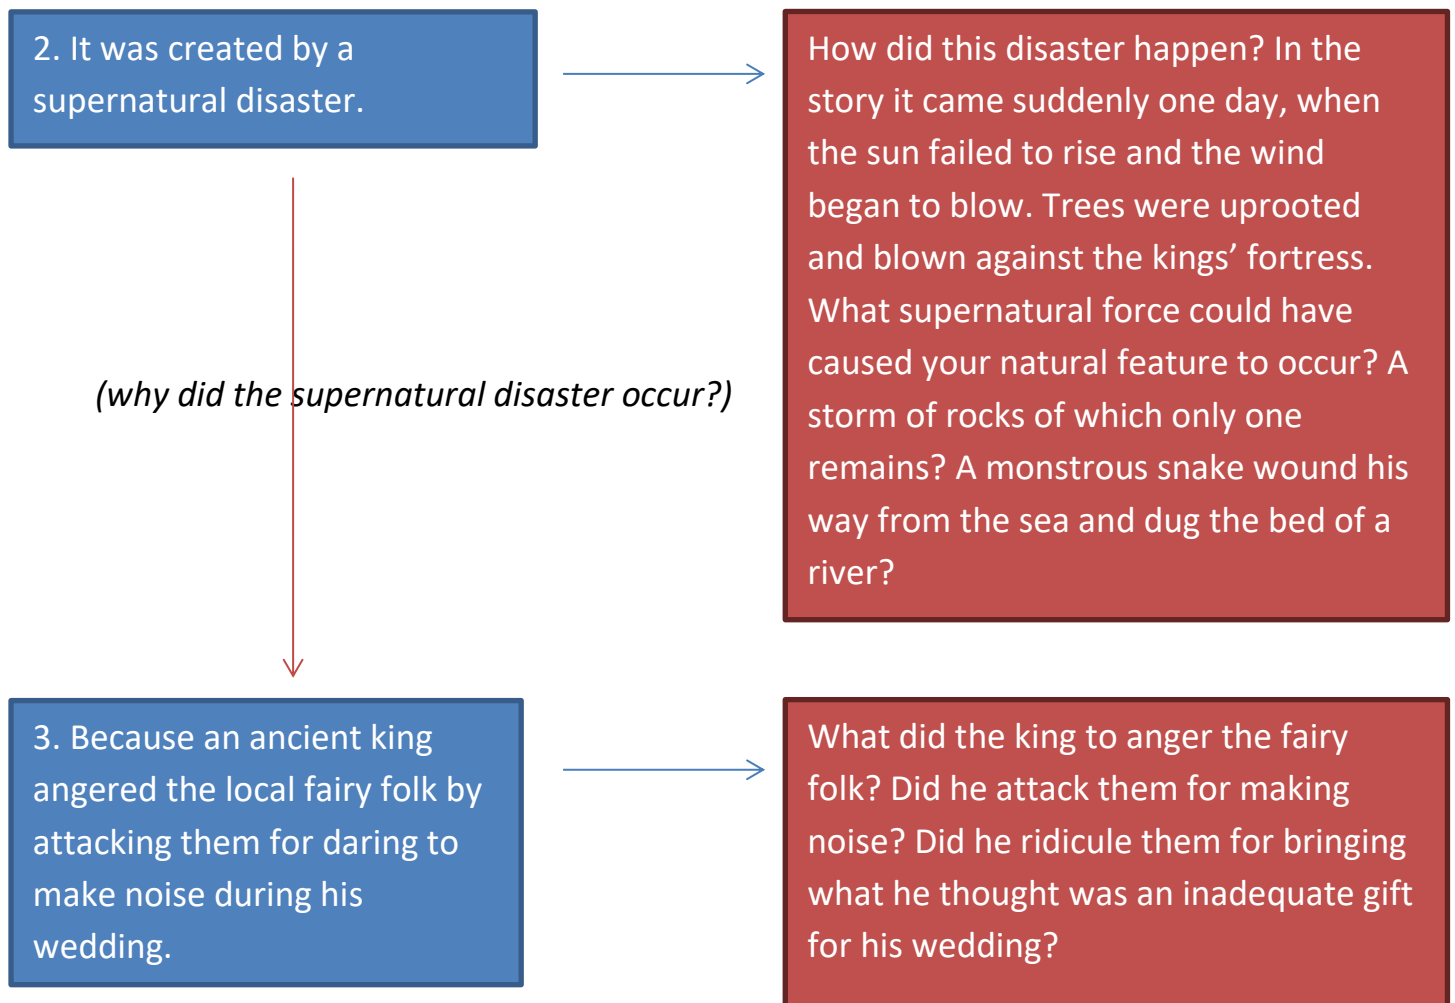 2. It was created by a
supernatural disaster.
How did this disaster happen? In the
story it came suddenly one day, when
the sun failed to rise and the wind
began to blow. Trees were uprooted
and blown against the kings’ fortress.
What supernatural force could have
caused your natural feature to occur? A
storm of rocks of which only one
remains? A monstrous snake wound his
way from the sea and dug the bed of a
river?
(why did the supernatural disaster occur?)
3. Because an ancient king
angered the local fairy folk by
attacking them for daring to
make noise during his
wedding.
What did the king to anger the fairy
folk? Did he attack them for making
noise? Did he ridicule them for bringing
what he thought was an inadequate gift
for his wedding?